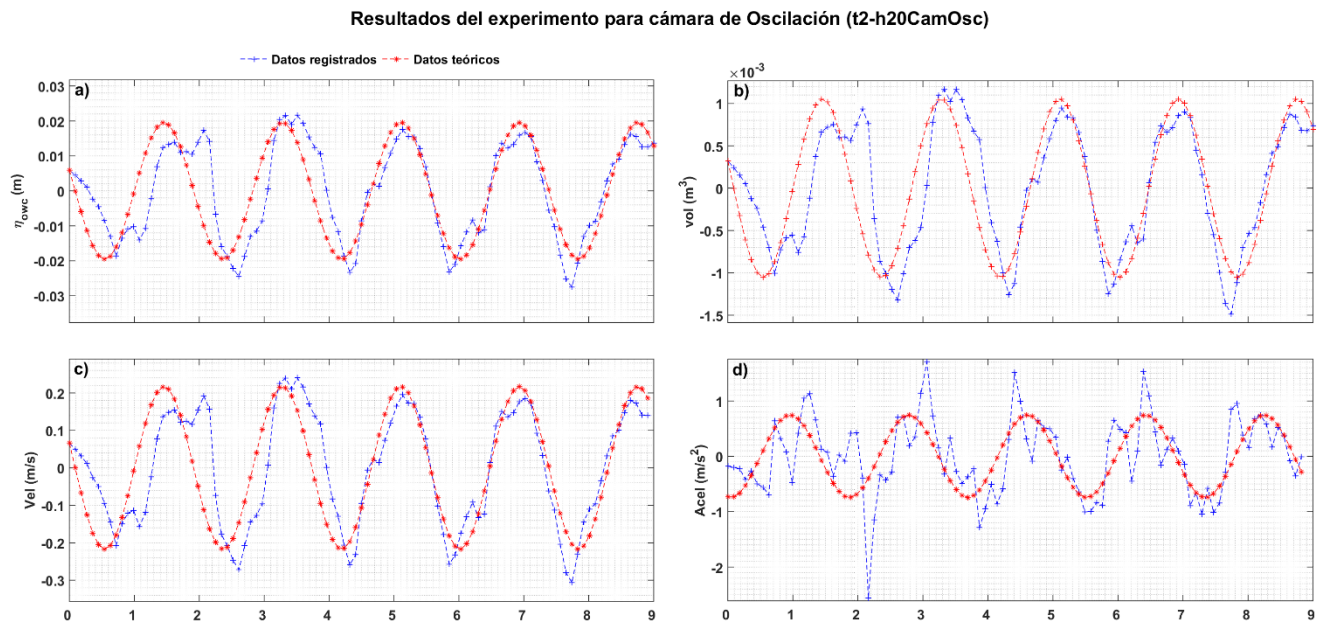 Resultados del experimento para cámara de Oscilación (t2-h20CamOsc)
Datos registrados Datos teóricos
a)
0.03
0.02
0.01
0
-0.01
-0.02
-0.03
η_owc (m)
0 1 2 3 4 5 6 7 8 9
×10⁻³
b)
1
0.5
0
-0.5
-1
-1.5
vol (m³)
0 1 2 3 4 5 6 7 8 9
c)
0.2
0.1
0
-0.1
-0.2
-0.3
Vel (m/s)
0 1 2 3 4 5 6 7 8 9
d)
1
0
-1
-2
Acel (m/s²)
0 1 2 3 4 5 6 7 8 9